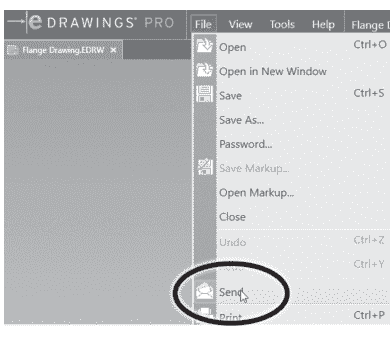 eDRAWINGS® PRO
File View Tools Help Flange D
Flange Drawing.EDRW ×
Open Ctrl+O
Open in New Window
Save Ctrl+S
Save As...
Password...
Save Markup...
Open Markup...
Close
Undo Ctrl+Z
Ctrl+Y
Send
Print Ctrl+P